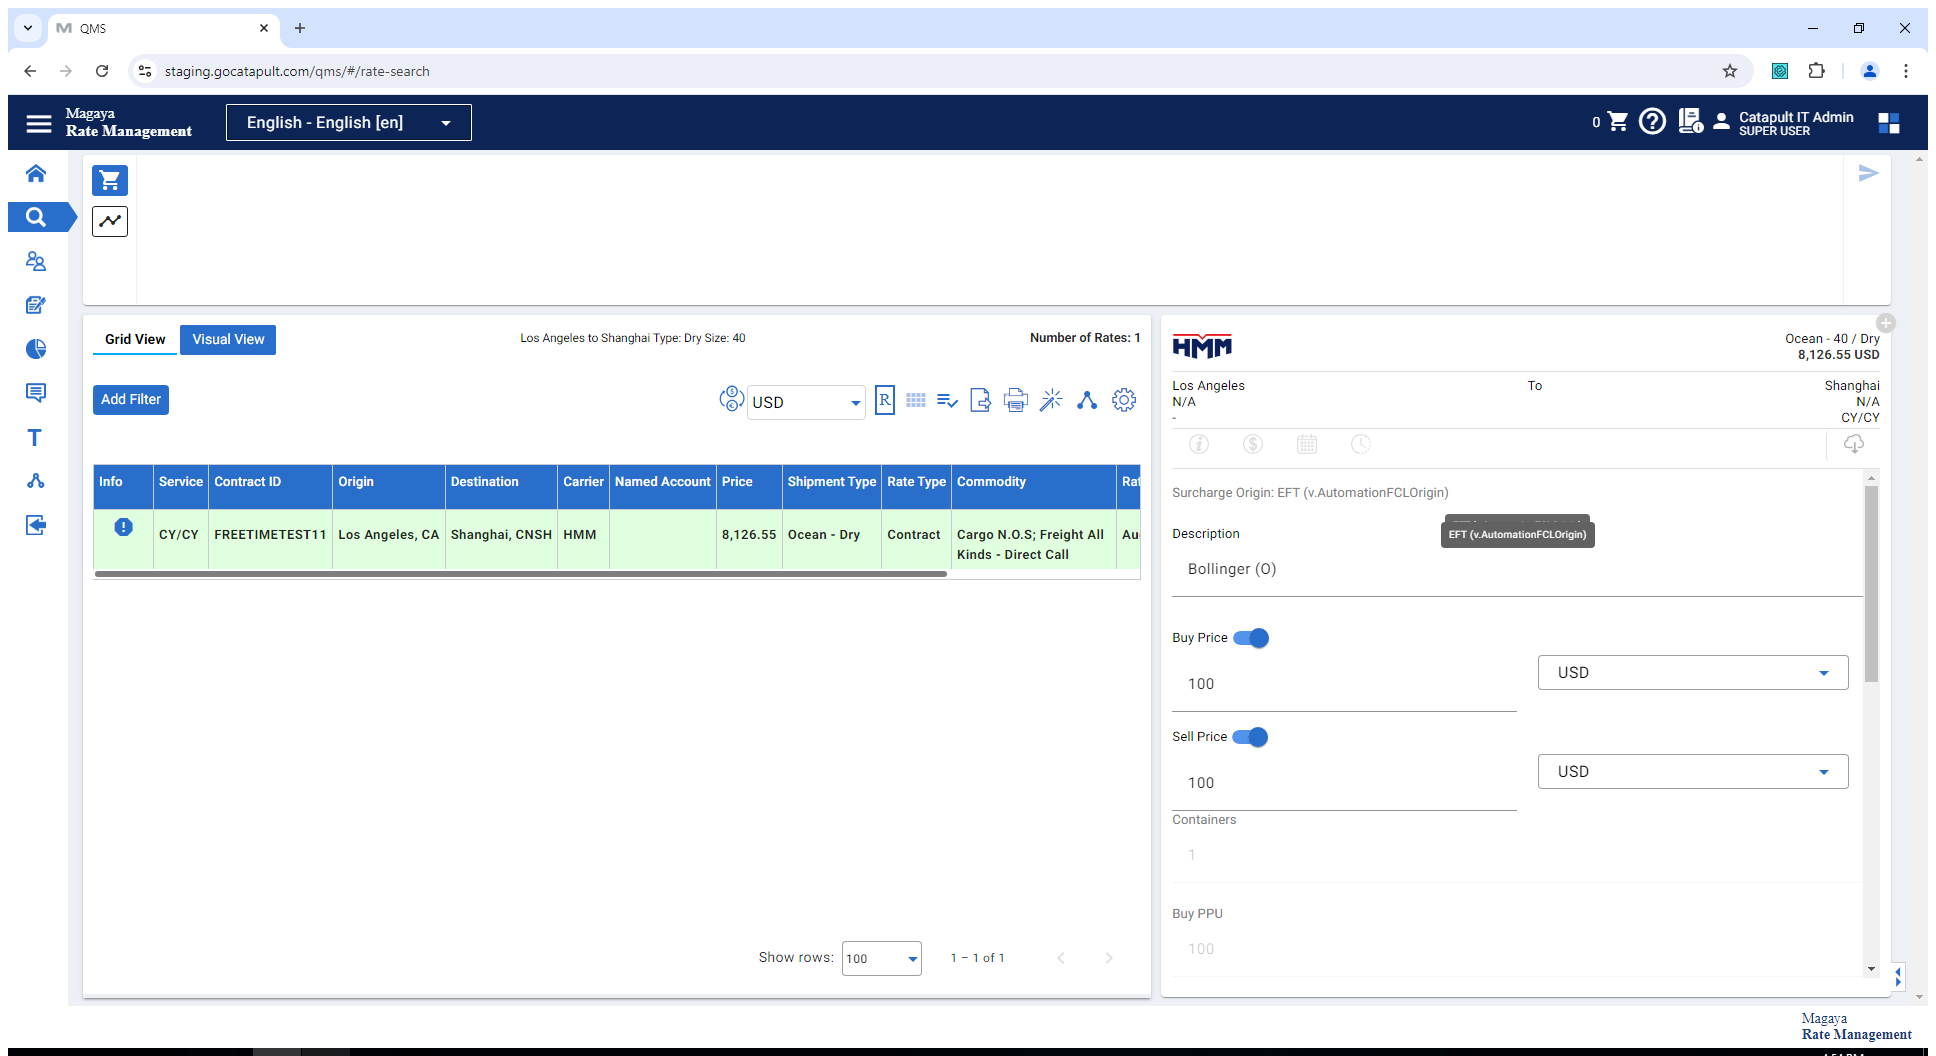 QMS
staging.gocatapult.com/qms/#/rate-search
Magaya
Rate Management
English - English [en]
0
Catapult IT Admin
SUPER USER
Grid View
Visual View
Los Angeles to Shanghai Type: Dry Size: 40
Number of Rates: 1
Add Filter
USD
R
Info Service Contract ID Origin Destination Carrier Named Account Price Shipment Type Rate Type Commodity
CY/CY FREETIMETEST11 Los Angeles, CA Shanghai, CNSH HMM 8,126.55 Ocean - Dry Contract Cargo N.O.S; Freight All
Kinds - Direct Call
Show rows: 100 1 – 1 of 1
HMM
Ocean - 40 / Dry
8,126.55 USD
Los Angeles To Shanghai
N/A N/A
- CY/CY
Surcharge Origin: EFT (v.AutomationFCLOrigin)
EFT (v.AutomationFCLOrigin)
Description
Bollinger (O)
Buy Price
100 USD
Sell Price
100 USD
Containers
1
Buy PPU
100
Magaya
Rate Management